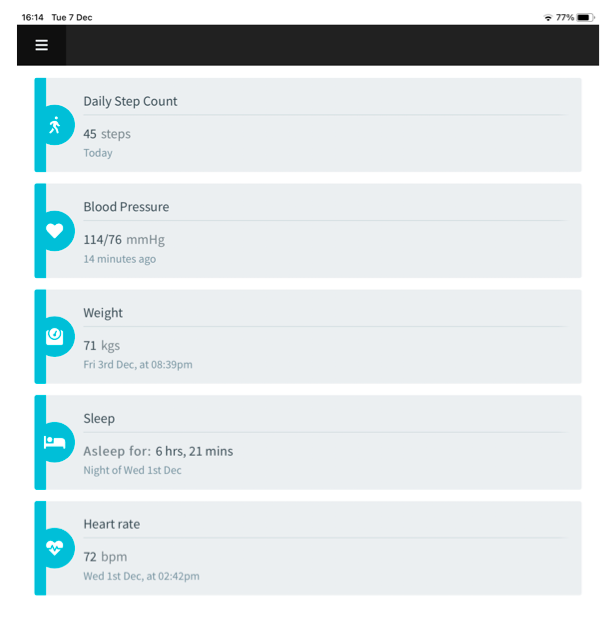 16:14 Tue 7 Dec 77%
Daily Step Count
45 steps
Today
Blood Pressure
114/76 mmHg
14 minutes ago
Weight
71 kgs
Fri 3rd Dec, at 08:39pm
Sleep
Asleep for: 6 hrs, 21 mins
Night of Wed 1st Dec
Heart rate
72 bpm
Wed 1st Dec, at 02:42pm